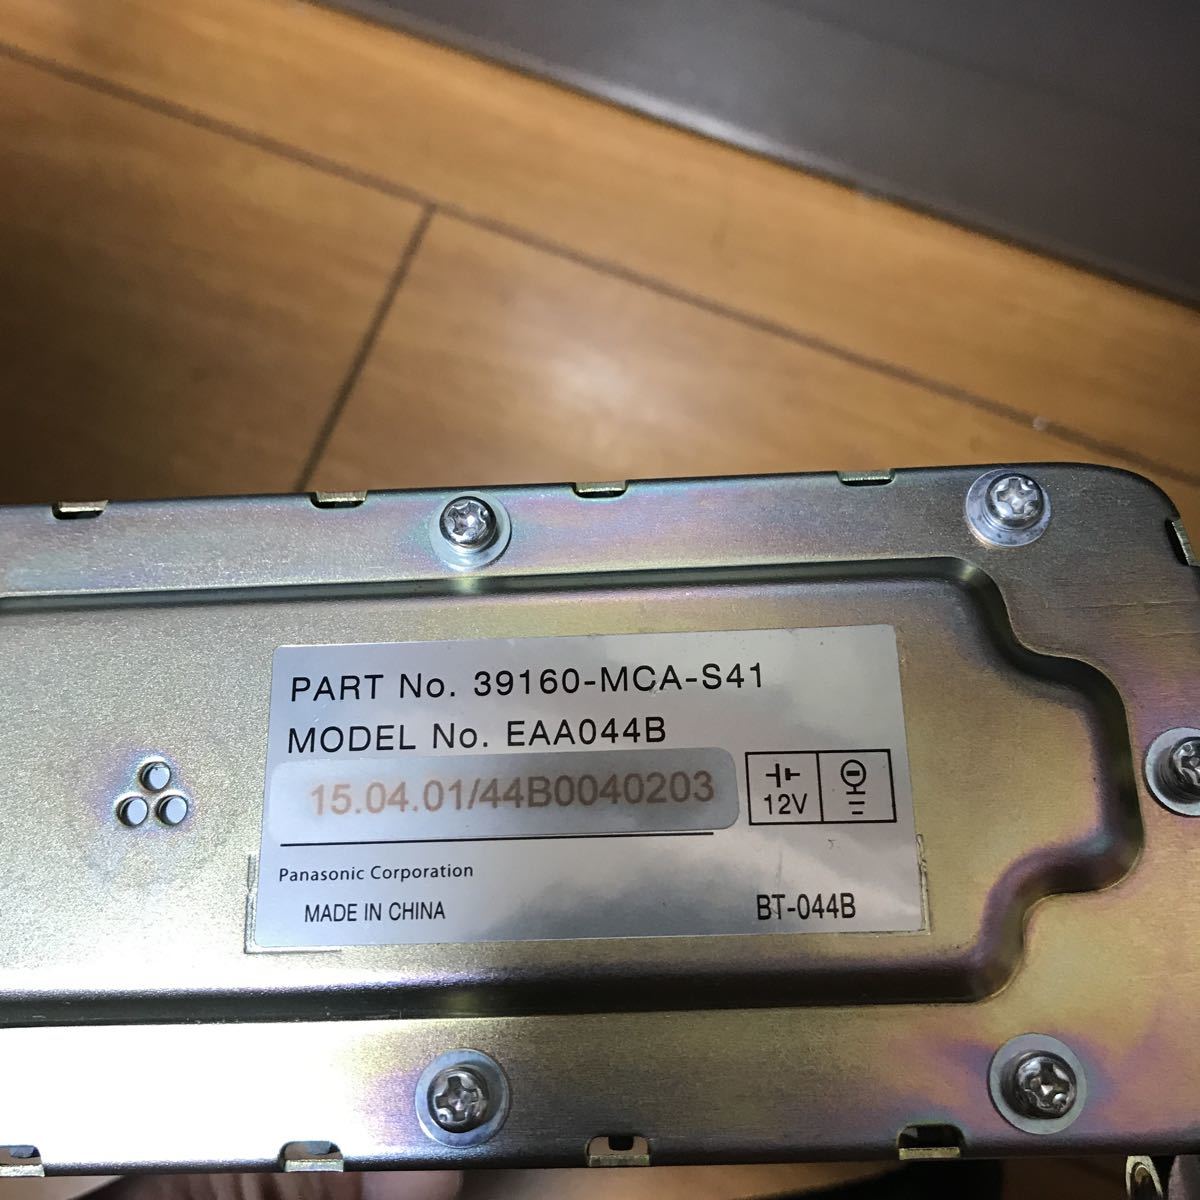 PART No. 39160-MCA-S41
MODEL No. EAA044B
15.04.01/44B0040203
12V
Panasonic Corporation
MADE IN CHINA
BT-044B